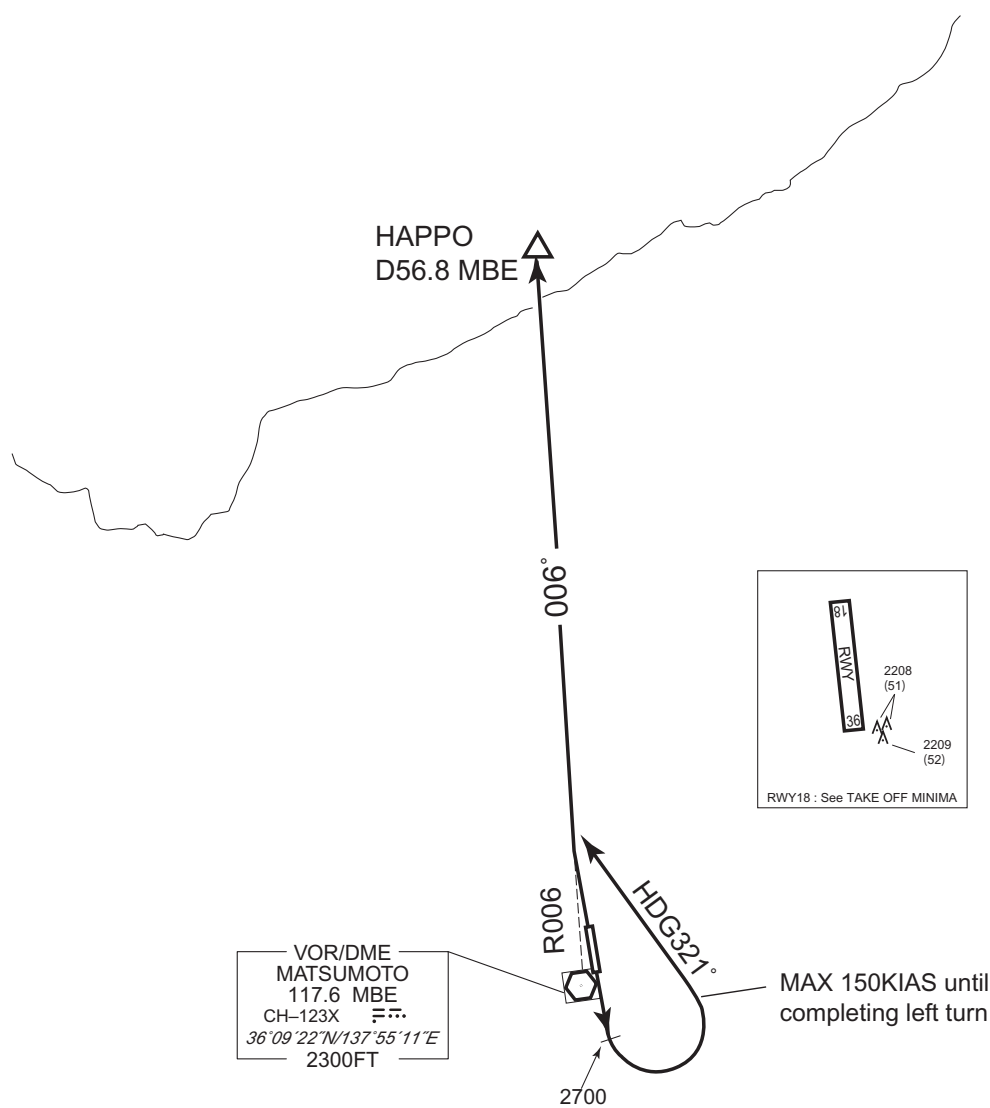 HAPPO
D56.8 MBE
006°
18
RWY
36
2208
(51)
2209
(52)
RWY18 : See TAKE OFF MINIMA
R006
HDG321°
VOR/DME
MATSUMOTO
117.6 MBE
CH–123X
36°09´22˝N/137°55´11˝E
2300FT
MAX 150KIAS until
completing left turn
2700